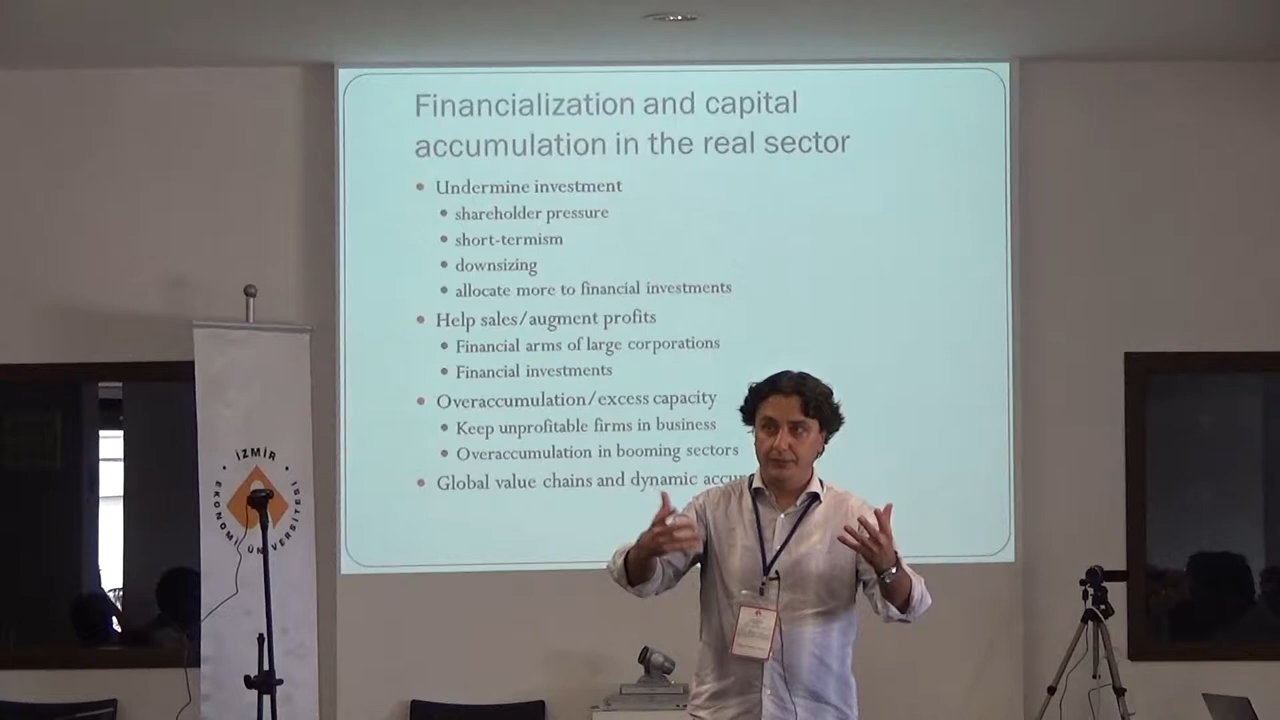 Financialization and capital
accumulation in the real sector
Undermine investment
shareholder pressure
short-termism
downsizing
allocate more to financial investments
Help sales/augment profits
Financial arms of large corporations
Financial investments
Overaccumulation/excess capacity
Keep unprofitable firms in business
Overaccumulation in booming sectors
Global value chains and dynamic
İZMİR
EKONOMİ ÜNİVERSİTESİ